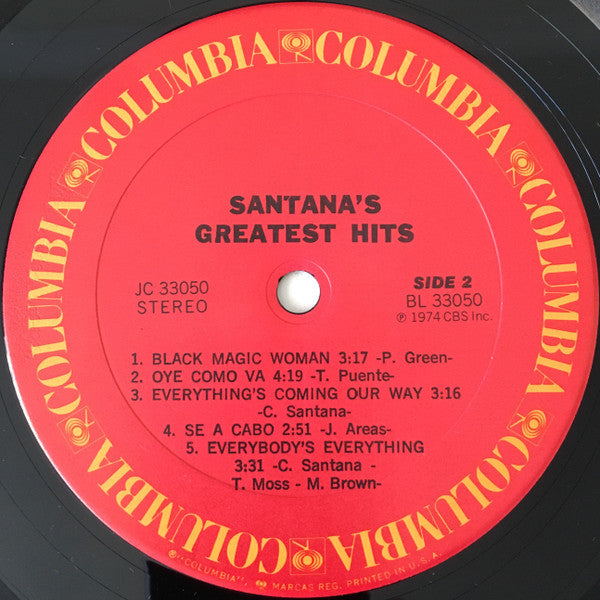 COLUMBIA COLUMBIA COLUMBIA COLUMBIA COLUMBIA COLUMBIA
SANTANA'S
GREATEST HITS
JC 33050
STEREO
SIDE 2
BL 33050
℗ 1974 CBS Inc.
1. BLACK MAGIC WOMAN 3:17 -P. Green-
2. OYE COMO VA 4:19 -T. Puente-
3. EVERYTHING'S COMING OUR WAY 3:16
-C. Santana-
4. SE A CABO 2:51 -J. Areas-
5. EVERYBODY'S EVERYTHING
3:31 -C. Santana -
T. Moss - M. Brown-
®"COLUMBIA", MARCAS REG. PRINTED IN U.S.A.